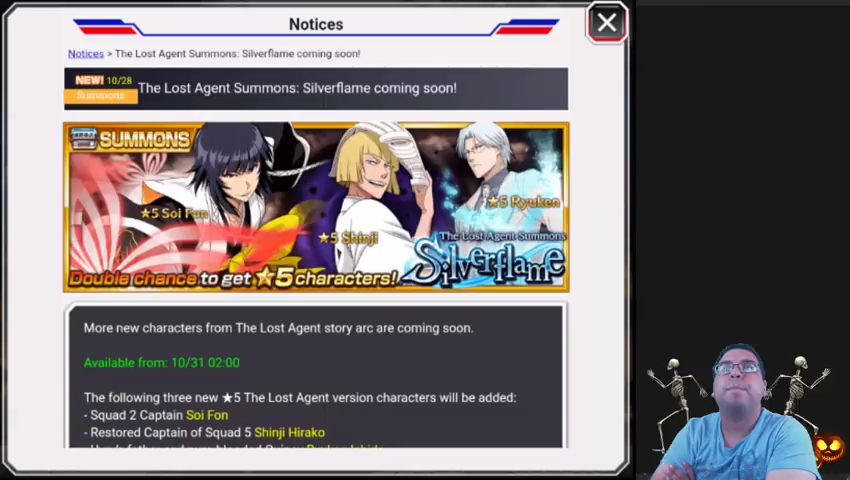 Notices
Notices > The Lost Agent Summons: Silverflame coming soon!
NEW! 10/28
Summons
The Lost Agent Summons: Silverflame coming soon!
SUMMONS
★5 Soi Fon
★5 Shinji
★5 Ryuken
The Lost Agent Summons
Silverflame
Double chance to get ★5 characters!
More new characters from The Lost Agent story arc are coming soon.
Available from: 10/31 02:00
The following three new ★5 The Lost Agent version characters will be added:
- Squad 2 Captain Soi Fon
- Restored Captain of Squad 5 Shinji Hirako